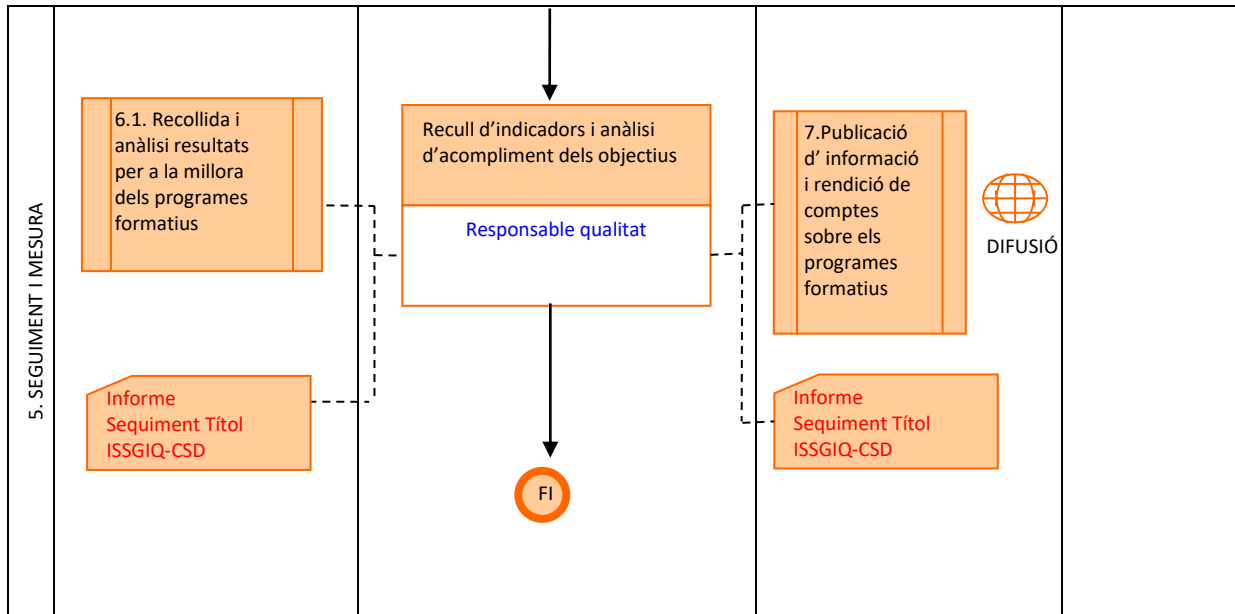 5. SEGUIMENT I MESURA
6.1. Recollida i
anàlisi resultats
per a la millora
dels programes
formatius
Informe
Sequiment Títol
ISSGIQ-CSD
Recull d’indicadors i anàlisi
d’acompliment dels objectius
Responsable qualitat
FI
7.Publicació
d’ informació
i rendició de
comptes
sobre els
programes
formatius
DIFUSIÓ
Informe
Sequiment Títol
ISSGIQ-CSD